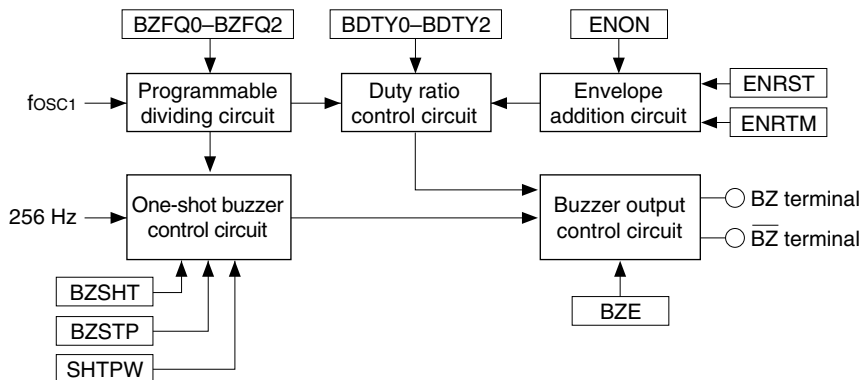 BZFQ0–BZFQ2
BDTY0–BDTY2
ENON
fOSC1
Programmable
dividing circuit
Duty ratio
control circuit
Envelope
addition circuit
ENRST
ENRTM
256 Hz
One-shot buzzer
control circuit
Buzzer output
control circuit
BZ terminal
B̅Z̅ terminal
BZSHT
BZSTP
SHTPW
BZE